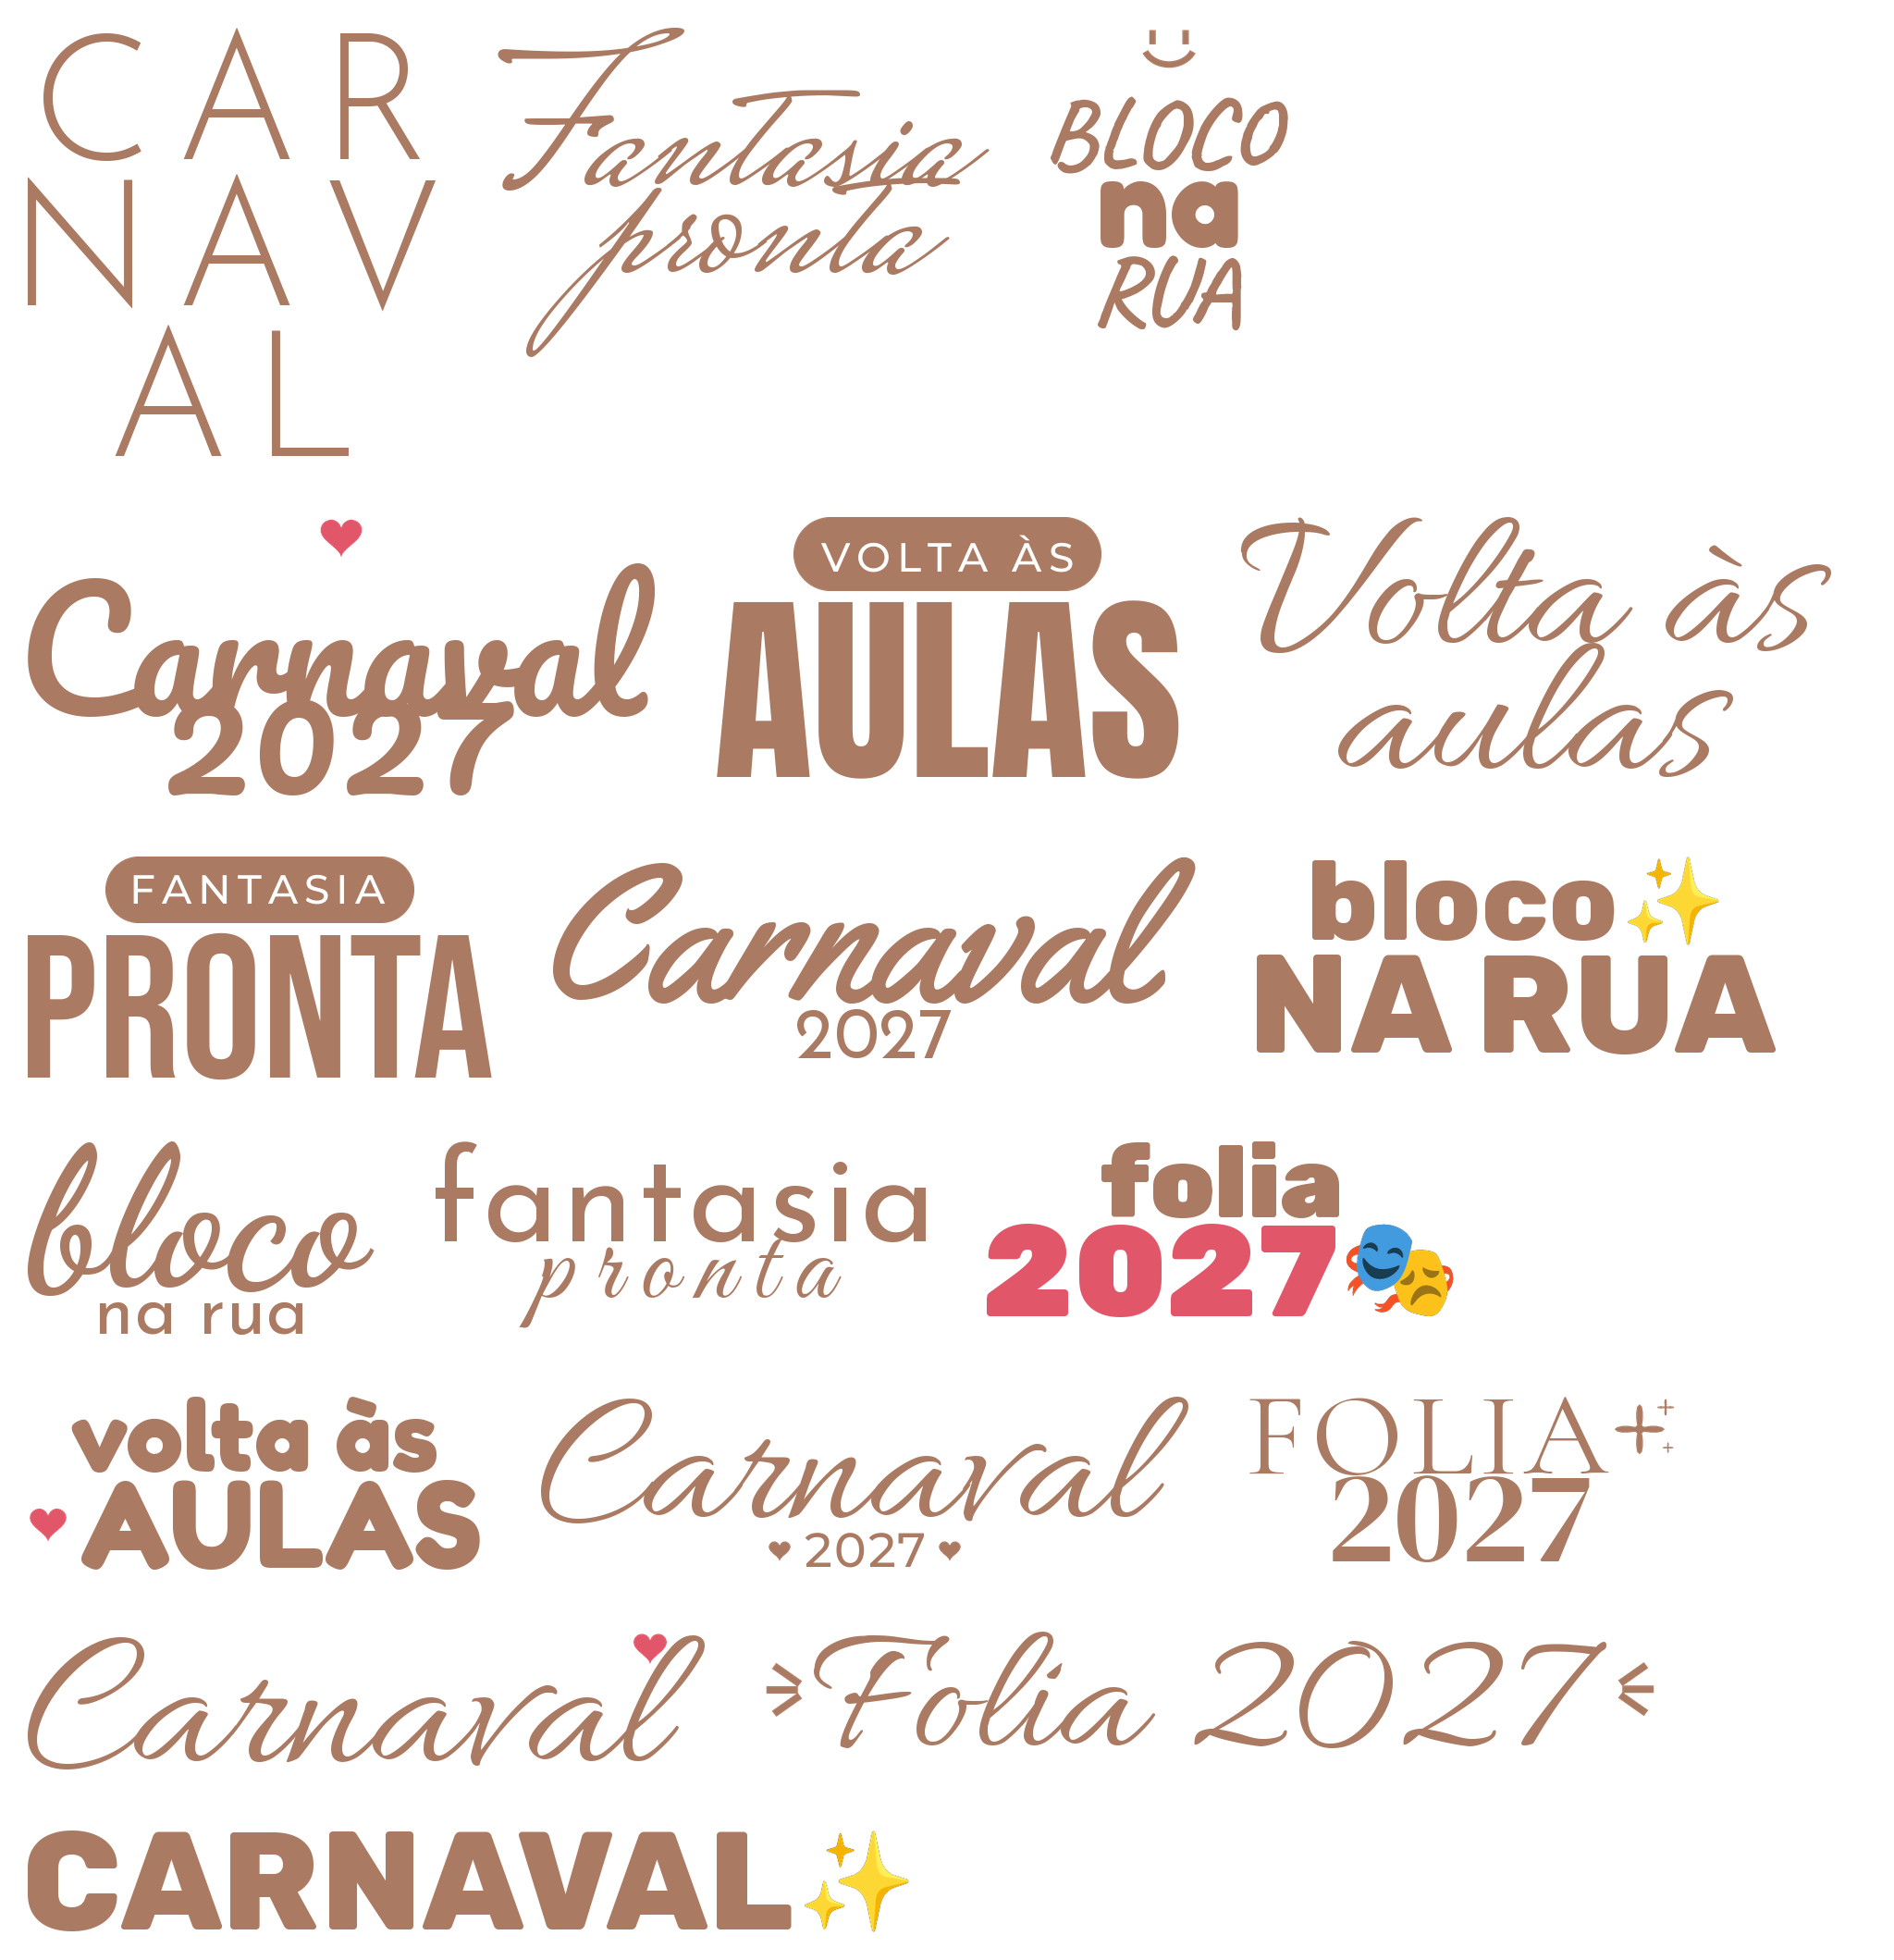 CAR
NAV
AL
Fantasia
pronta
BLOCO
na
RUA
Carnaval
2027
VOLTA ÀS
AULAS
Volta às
aulas
FANTASIA
PRONTA
Carnaval
2027
bloco✨
NA RUA
bloco
na rua
fantasia
pronta
folia
2027🎭
volta às
AULAS
Carnaval
2027
FOLIA
2027
Carnaval
Folia 2027
CARNAVAL✨